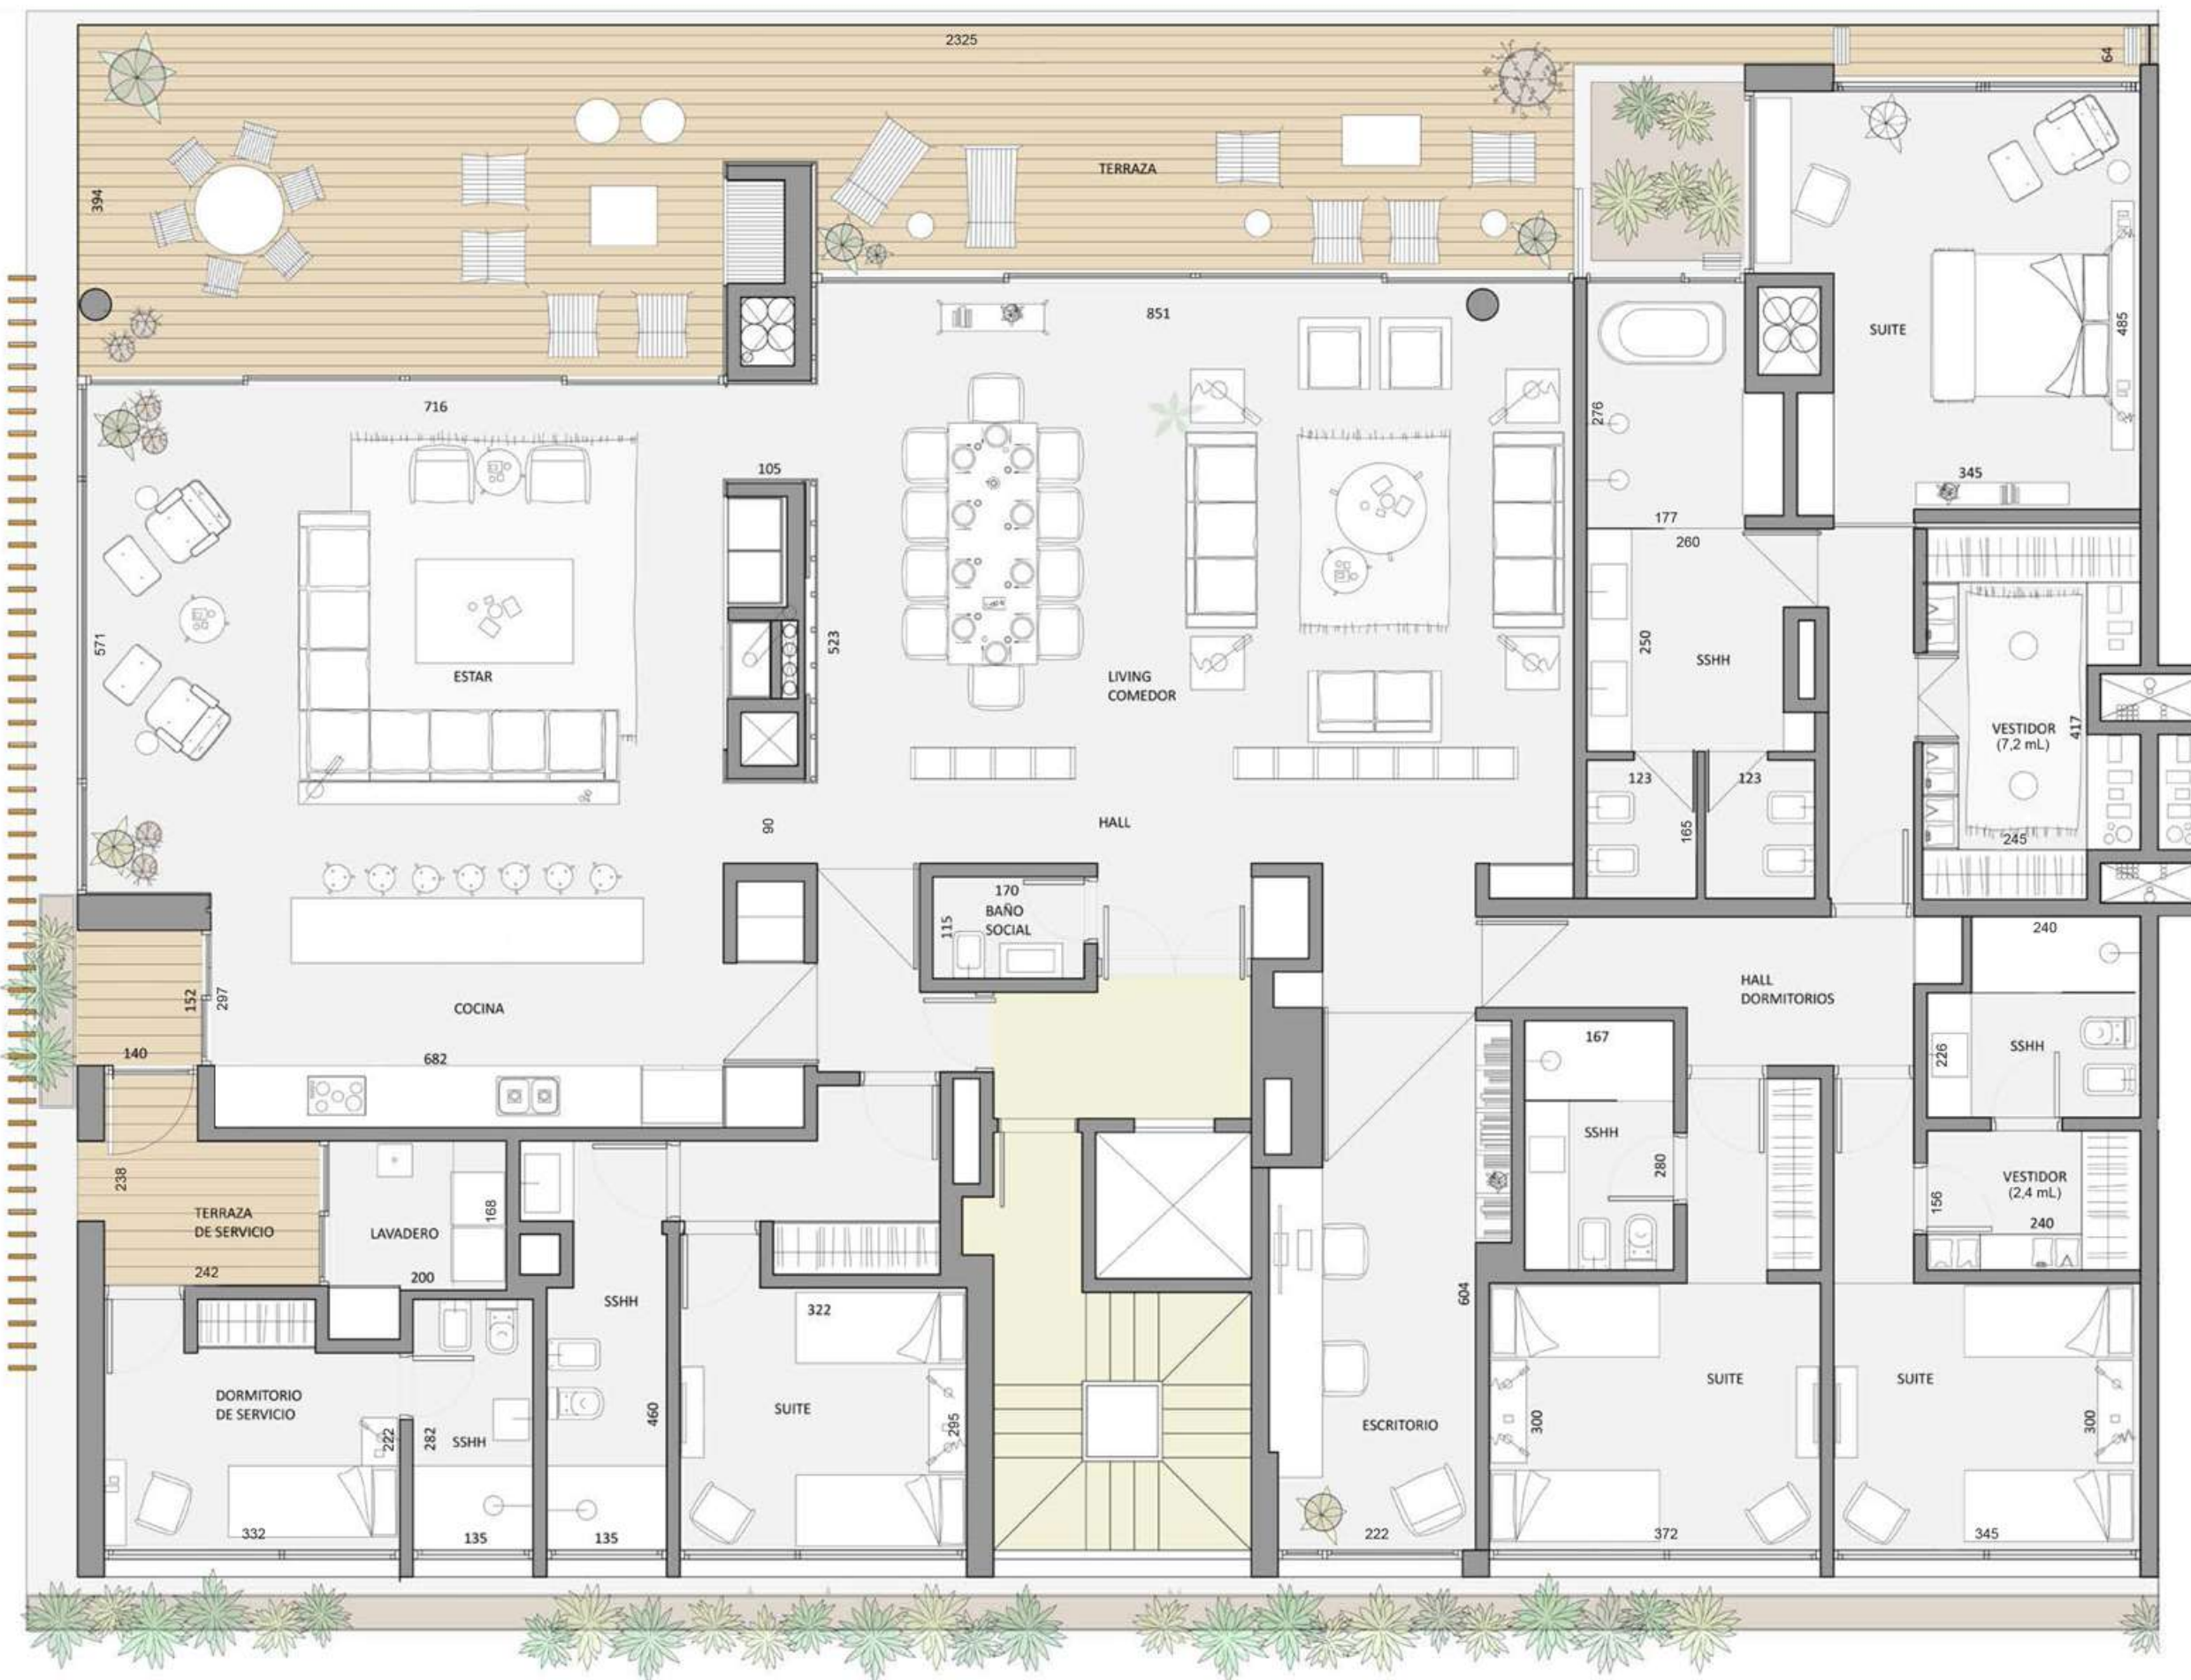 2325
64
394
TERRAZA
851
SUITE
485
716
276
105
345
177
260
571
523
250
ESTAR
LIVING
COMEDOR
SSHH
VESTIDOR
(7,2 mL)
417
123
123
90
HALL
165
245
170
BAÑO
SOCIAL
115
240
152
297
COCINA
HALL
DORMITORIOS
140
682
167
226
SSHH
SSHH
280
238
TERRAZA
DE SERVICIO
LAVADERO
168
VESTIDOR
(2,4 mL)
156
240
242
200
SSHH
322
604
DORMITORIO
DE SERVICIO
222
282
SSHH
460
SUITE
295
ESCRITORIO
SUITE
300
SUITE
300
332
135
135
222
372
345